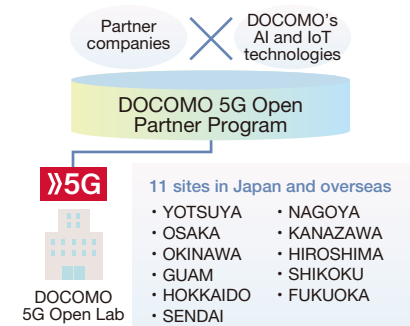 Partner
companies
DOCOMO's
AI and IoT
technologies
DOCOMO 5G Open
Partner Program
5G
DOCOMO
5G Open Lab
11 sites in Japan and overseas
・YOTSUYA
・OSAKA
・OKINAWA
・GUAM
・HOKKAIDO
・SENDAI
・NAGOYA
・KANAZAWA
・HIROSHIMA
・SHIKOKU
・FUKUOKA